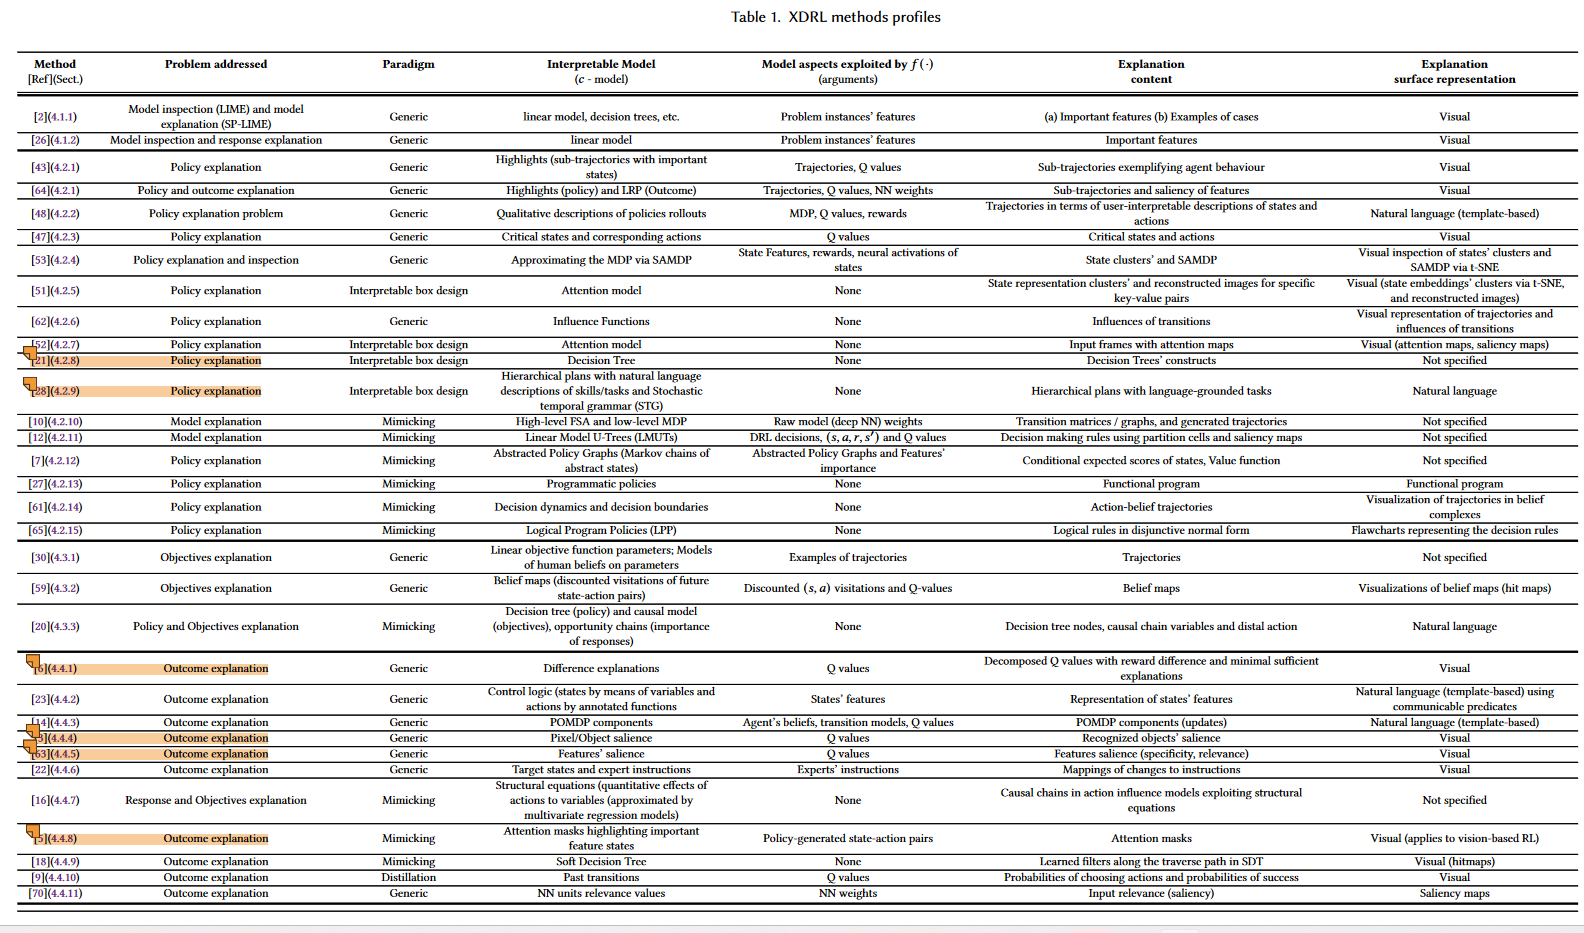 Table 1. XDRL methods profiles
Method Problem addressed Paradigm Interpretable Model Model aspects exploited by f(·) Explanation Explanation
[Ref](Sect.) (c - model) (arguments) content surface representation
[2](4.1.1) Model inspection (LIME) and model explanation (SP-LIME) Generic linear model, decision trees, etc. Problem instances' features (a) Important features (b) Examples of cases Visual
[26](4.1.2) Model inspection and response explanation Generic linear model Problem instances' features Important features Visual
[43](4.2.1) Policy explanation Generic Highlights (sub-trajectories with important states) Trajectories, Q values Sub-trajectories exemplifying agent behaviour Visual
[64](4.2.1) Policy and outcome explanation Generic Highlights (policy) and LRP (Outcome) Trajectories, Q values, NN weights Sub-trajectories and saliency of features Visual
[48](4.2.2) Policy explanation problem Generic Qualitative descriptions of policies rollouts MDP, Q values, rewards Trajectories in terms of user-interpretable descriptions of states and actions Natural language (template-based)
[47](4.2.3) Policy explanation Generic Critical states and corresponding actions Q values Critical states and actions Visual
[53](4.2.4) Policy explanation and inspection Generic Approximating the MDP via SAMDP State Features, rewards, neural activations of states State clusters' and SAMDP Visual inspection of states' clusters and SAMDP via t-SNE
[51](4.2.5) Policy explanation Interpretable box design Attention model None State representation clusters' and reconstructed images for specific key-value pairs Visual (state embeddings' clusters via t-SNE, and reconstructed images)
[62](4.2.6) Policy explanation Generic Influence Functions None Influences of transitions Visual representation of trajectories and influences of transitions
[52](4.2.7) Policy explanation Interpretable box design Attention model None Input frames with attention maps Visual (attention maps, saliency maps)
21](4.2.8) Policy explanation Interpretable box design Decision Tree None Decision Trees' constructs Not specified
28](4.2.9) Policy explanation Interpretable box design Hierarchical plans with natural language descriptions of skills/tasks and Stochastic temporal grammar (STG) None Hierarchical plans with language-grounded tasks Natural language
[10](4.2.10) Model explanation Mimicking High-level FSA and low-level MDP Raw model (deep NN) weights Transition matrices / graphs, and generated trajectories Not specified
[12](4.2.11) Model explanation Mimicking Linear Model U-Trees (LMUTs) DRL decisions, (s, a, r, s′) and Q values Decision making rules using partition cells and saliency maps Not specified
[7](4.2.12) Policy explanation Mimicking Abstracted Policy Graphs (Markov chains of abstract states) Abstracted Policy Graphs and Features' importance Conditional expected scores of states, Value function Not specified
[27](4.2.13) Policy explanation Mimicking Programmatic policies None Functional program Functional program
[61](4.2.14) Policy explanation Mimicking Decision dynamics and decision boundaries None Action-belief trajectories Visualization of trajectories in belief complexes
[65](4.2.15) Policy explanation Mimicking Logical Program Policies (LPP) None Logical rules in disjunctive normal form Flawcharts representing the decision rules
[30](4.3.1) Objectives explanation Generic Linear objective function parameters; Models of human beliefs on parameters Examples of trajectories Trajectories Not specified
[59](4.3.2) Objectives explanation Generic Belief maps (discounted visitations of future state-action pairs) Discounted (s, a) visitations and Q-values Belief maps Visualizations of belief maps (hit maps)
[20](4.3.3) Policy and Objectives explanation Mimicking Decision tree (policy) and causal model (objectives), opportunity chains (importance of responses) None Decision tree nodes, causal chain variables and distal action Natural language
6](4.4.1) Outcome explanation Generic Difference explanations Q values Decomposed Q values with reward difference and minimal sufficient explanations Visual
[23](4.4.2) Outcome explanation Generic Control logic (states by means of variables and actions by annotated functions States' features Representation of states' features Natural language (template-based) using communicable predicates
[14](4.4.3) Outcome explanation Generic POMDP components Agent's beliefs, transition models, Q values POMDP components (updates) Natural language (template-based)
](4.4.4) Outcome explanation Generic Pixel/Object salience Q values Recognized objects' salience Visual
63](4.4.5) Outcome explanation Generic Features' salience Q values Features salience (specificity, relevance) Visual
[22](4.4.6) Outcome explanation Generic Target states and expert instructions Experts' instructions Mappings of changes to instructions Visual
[16](4.4.7) Response and Objectives explanation Mimicking Structural equations (quantitative effects of actions to variables (approximated by multivariate regression models) None Causal chains in action influence models exploiting structural equations Not specified
5](4.4.8) Outcome explanation Mimicking Attention masks highlighting important feature states Policy-generated state-action pairs Attention masks Visual (applies to vision-based RL)
[18](4.4.9) Outcome explanation Mimicking Soft Decision Tree None Learned filters along the traverse path in SDT Visual (hitmaps)
[9](4.4.10) Outcome explanation Distillation Past transitions Q values Probabilities of choosing actions and probabilities of success Visual
[70](4.4.11) Outcome explanation Generic NN units relevance values NN weights Input relevance (saliency) Saliency maps